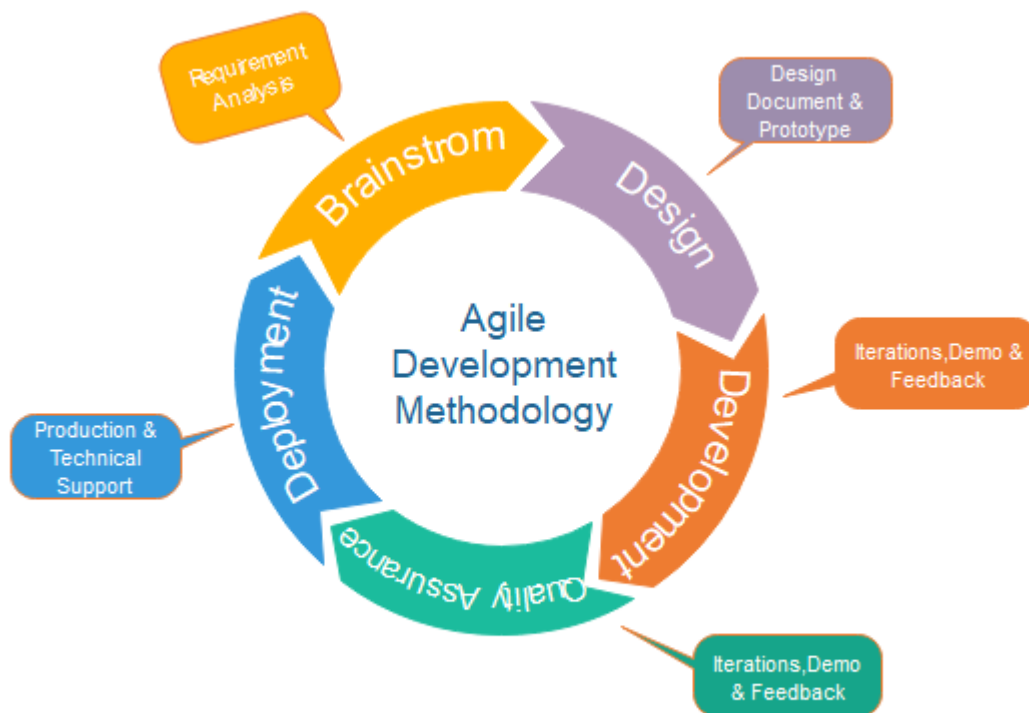 Requirement
Analysis
Brainstrom
Design
Document &
Prototype
Design
Iterations,Demo &
Feedback
Development
Iterations,Demo
& Feedback
Quality Assurance
Production &
Technical
Support
Deployment
Agile
Development
Methodology